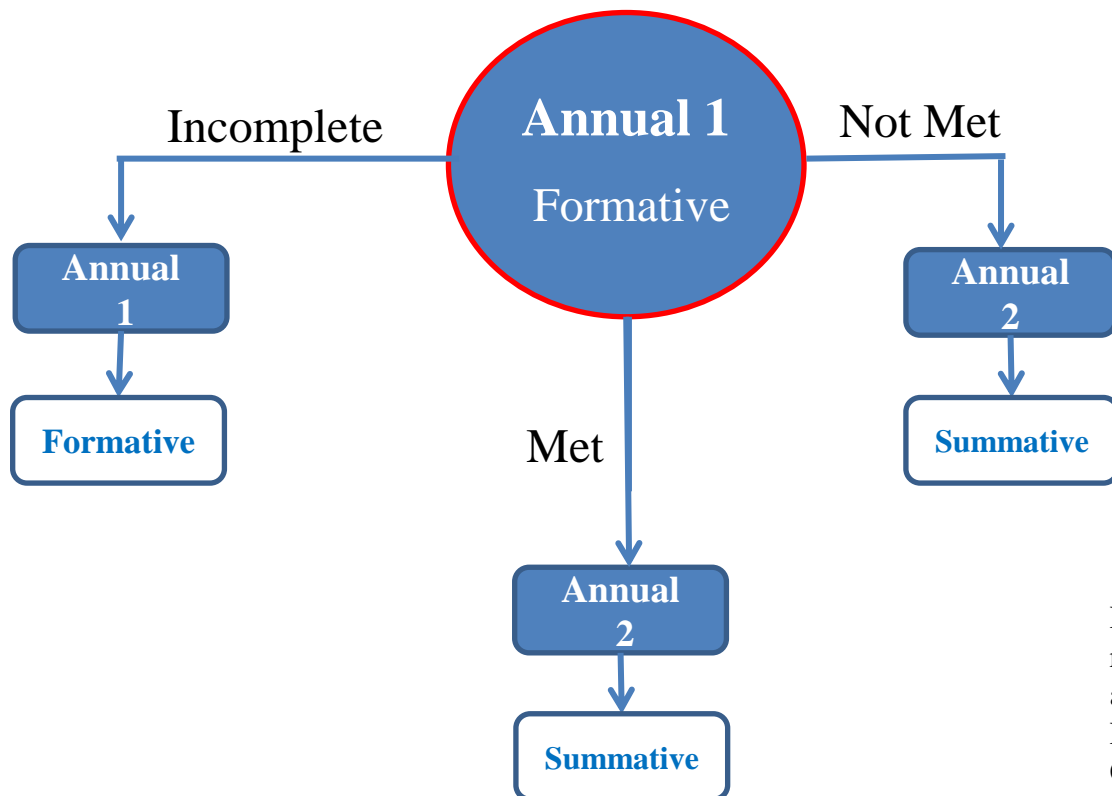 Annual 1
Formative
Incomplete
Not Met
Annual
1
Formative
Met
Annual
2
Summative
Annual
2
Summative